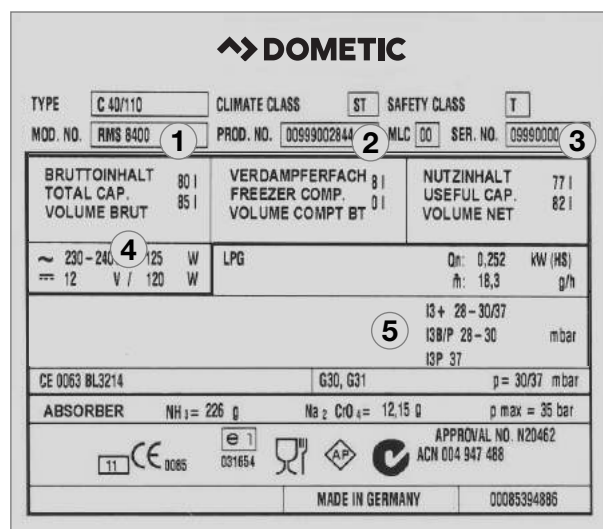 DOMETIC
TYPE C 40/110 CLIMATE CLASS ST SAFETY CLASS T
MOD. NO. RMS 8400 1 PROD. NO. 00999002844 2 MLC 00 SER. NO. 09990000 3
BRUTTOINHALT 80 l VERDAMPFERFACH 8 l NUTZINHALT 77 l
TOTAL CAP. 85 l FREEZER COMP. 0 l USEFUL CAP. 82 l
VOLUME BRUT VOLUME COMPT BT VOLUME NET
4
~ 230-240 125 W LPG Qn: 0,252 kW (HS)
12 V / 120 W ṁ: 18,3 g/h
I3+ 28-30/37
5 I3B/P 28-30 mbar
I3P 37
CE 0063 BL3214 G30, G31 p= 30/37 mbar
ABSORBER NH3= 226 g Na2 CrO4= 12,15 g p max = 35 bar
11 CE 0085 e1 031654 AP APPROVAL NO. N20462
ACN 004 947 488
MADE IN GERMANY 00085394886